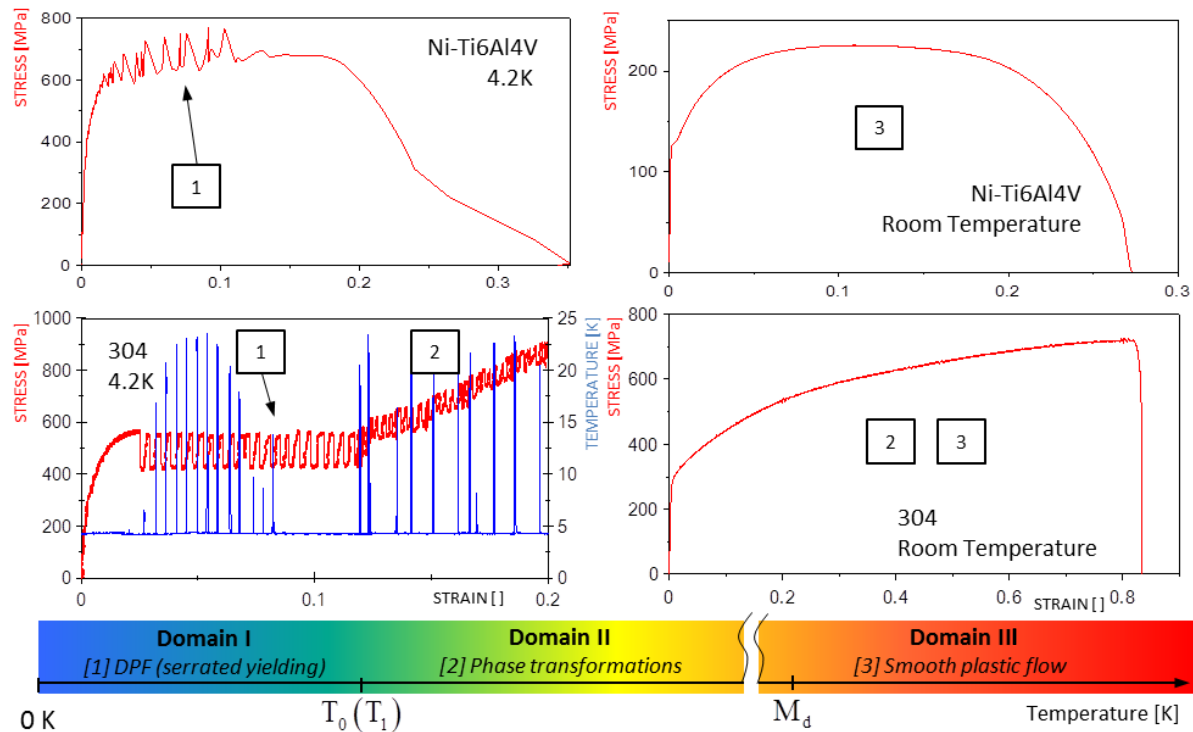 STRESS [MPa]
800
600
400
200
0
Ni-Ti6Al4V
4.2K
1
0
0.1
0.2
0.3
STRESS [MPa]
200
100
0
3
Ni-Ti6Al4V
Room Temperature
0
0.1
0.2
0.3
STRESS [MPa]
1000
800
600
400
200
0
304
4.2K
1
2
25
20
15
10
5
0
TEMPERATURE [K]
0
0.1
STRAIN [ ]
0.2
STRESS [MPa]
800
600
400
200
0
2
3
304
Room Temperature
0
0.2
0.4
0.6
STRAIN [ ]
0.8
Domain I
[1] DPF (serrated yielding)
Domain II
[2] Phase transformations
Domain III
[3] Smooth plastic flow
0 K
T0 (T1)
Md
Temperature [K]